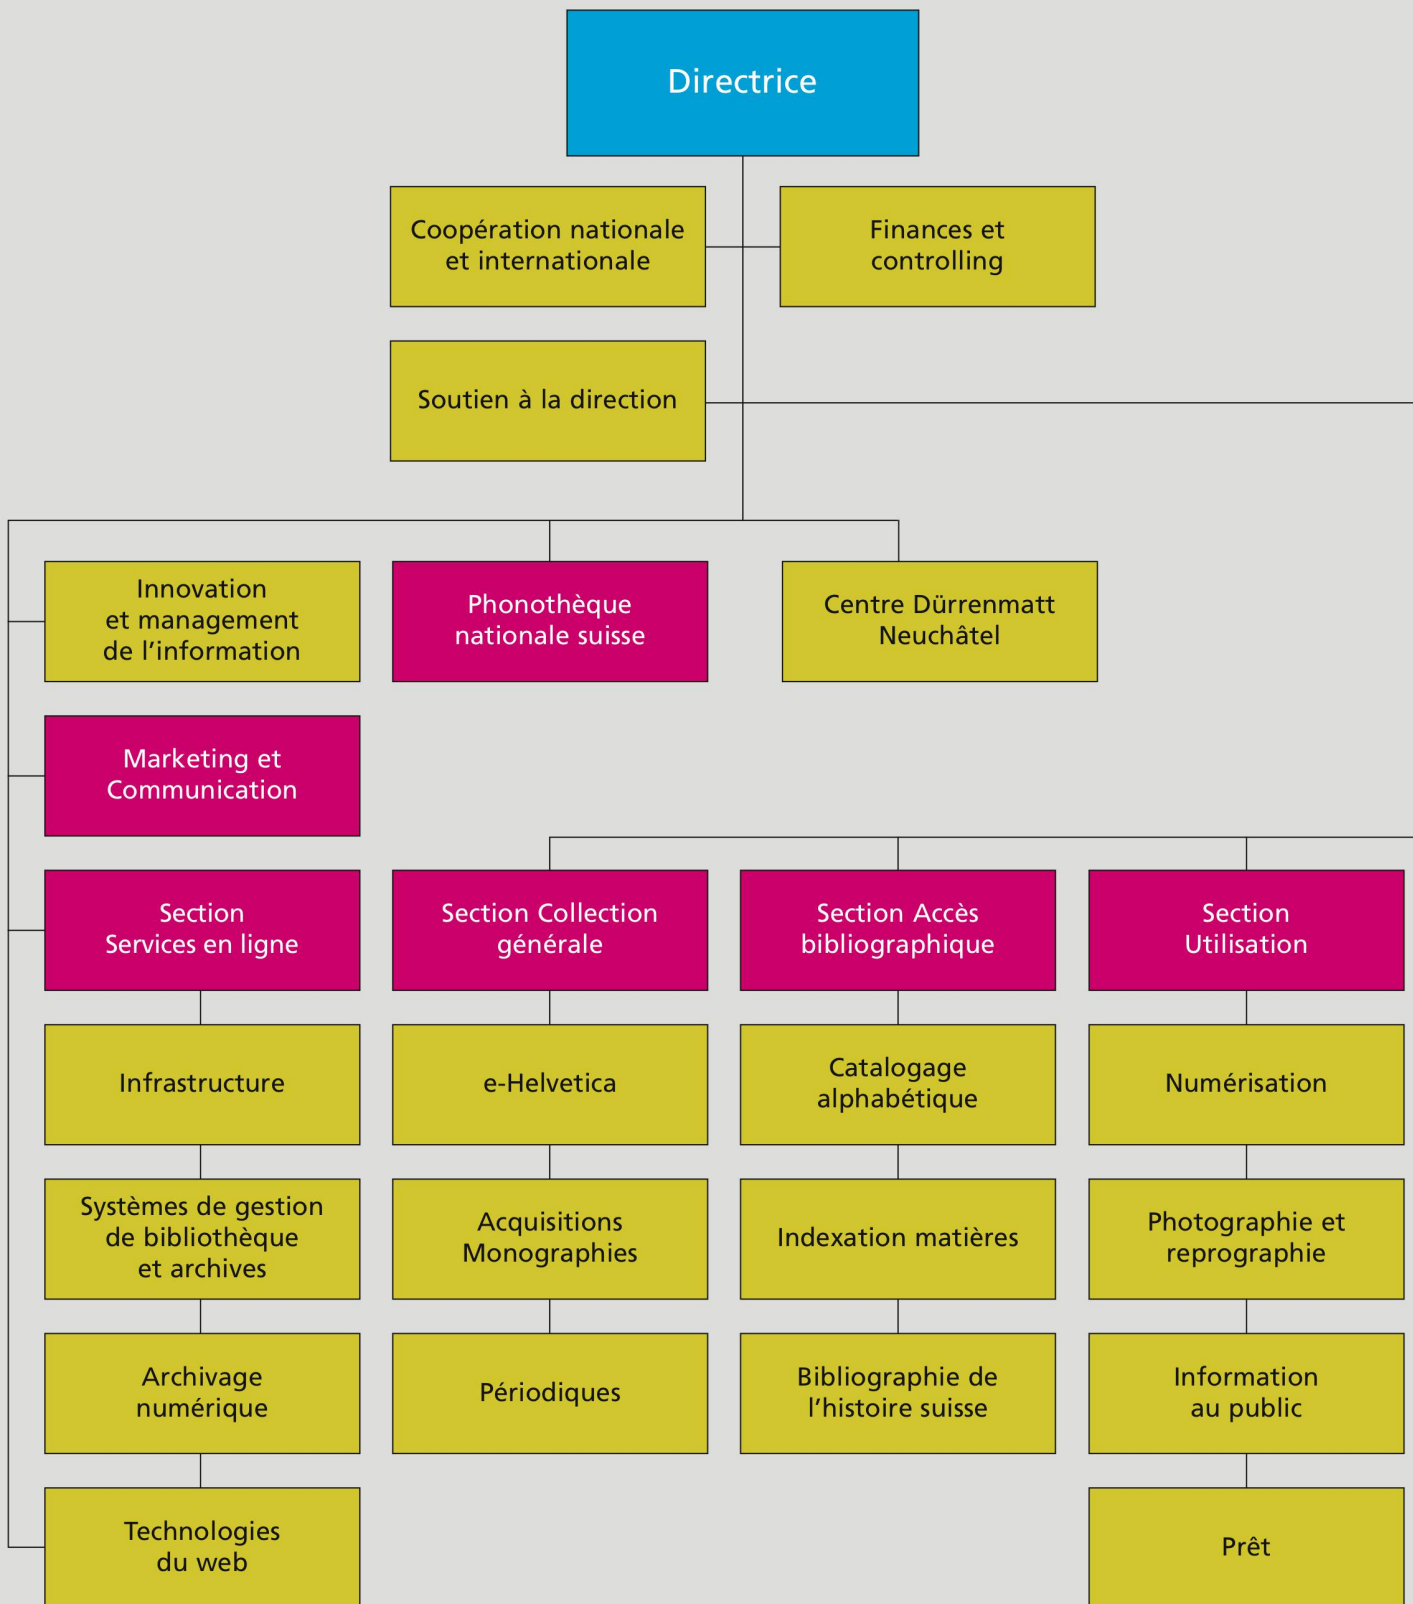 Directrice
Coopération nationale
et internationale
Finances et
controlling
Soutien à la direction
Innovation
et management
de l’information
Phonothèque
nationale suisse
Centre Dürrenmatt
Neuchâtel
Marketing et
Communication
Section
Services en ligne
Section Collection
générale
Section Accès
bibliographique
Section
Utilisation
Infrastructure
e-Helvetica
Catalogage
alphabétique
Numérisation
Systèmes de gestion
de bibliothèque
et archives
Acquisitions
Monographies
Indexation matières
Photographie et
reprographie
Archivage
numérique
Périodiques
Bibliographie de
l’histoire suisse
Information
au public
Technologies
du web
Prêt